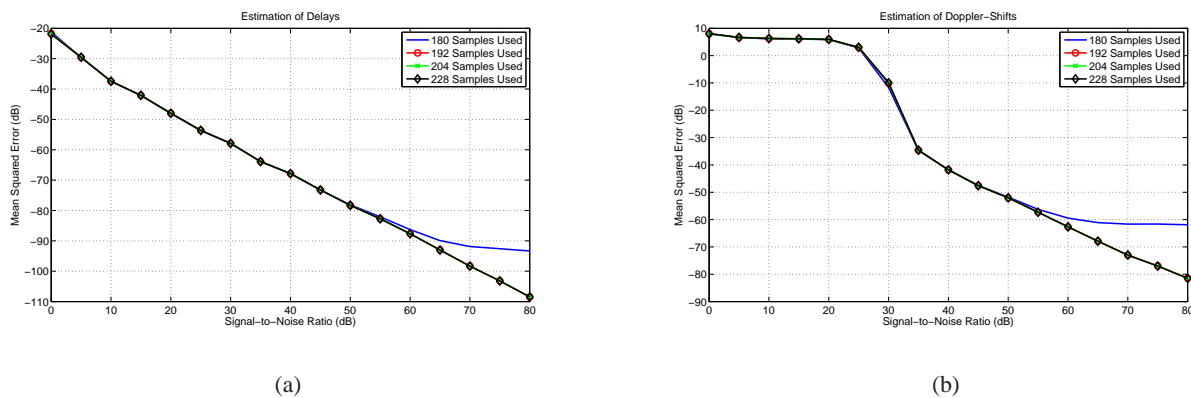 Estimation of Delays
−20
−30
−40
−50
−60
−70
−80
−90
−100
−110
Mean Squared Error (dB)
180 Samples Used
192 Samples Used
204 Samples Used
228 Samples Used
0 10 20 30 40 50 60 70 80
Signal−to−Noise Ratio (dB)
(a)
Estimation of Doppler−Shifts
10
0
−10
−20
−30
−40
−50
−60
−70
−80
−90
Mean Squared Error (dB)
180 Samples Used
192 Samples Used
204 Samples Used
228 Samples Used
0 10 20 30 40 50 60 70 80
Signal−to−Noise Ratio (dB)
(b)